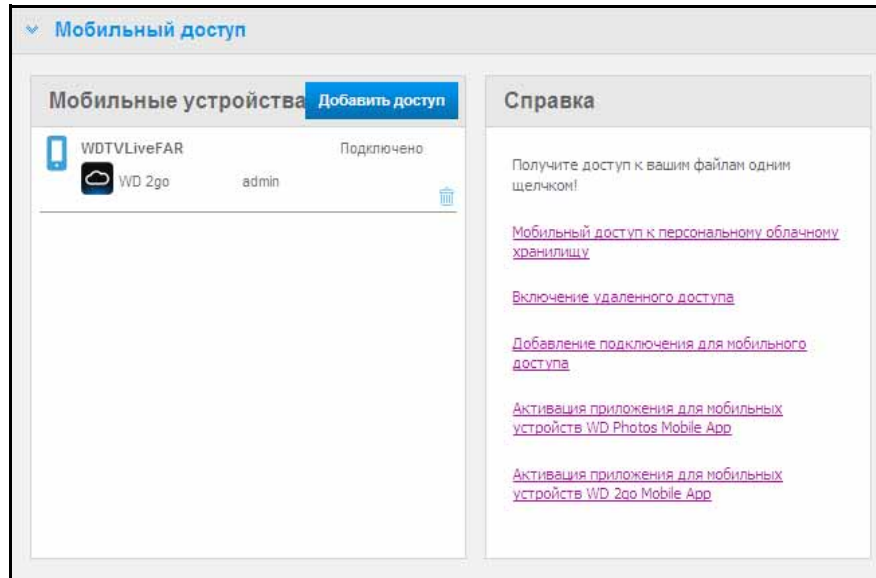 Мобильный доступ
Мобильные устройства
Добавить доступ
WDTVLiveFAR
Подключено
WD 2go
admin
Справка
Получите доступ к вашим файлам одним
щелчком!
Мобильный доступ к персональному облачному
хранилищу
Включение удаленного доступа
Добавление подключения для мобильного
доступа
Активация приложения для мобильных
устройств WD Photos Mobile App
Активация приложения для мобильных
устройств WD 2go Mobile App